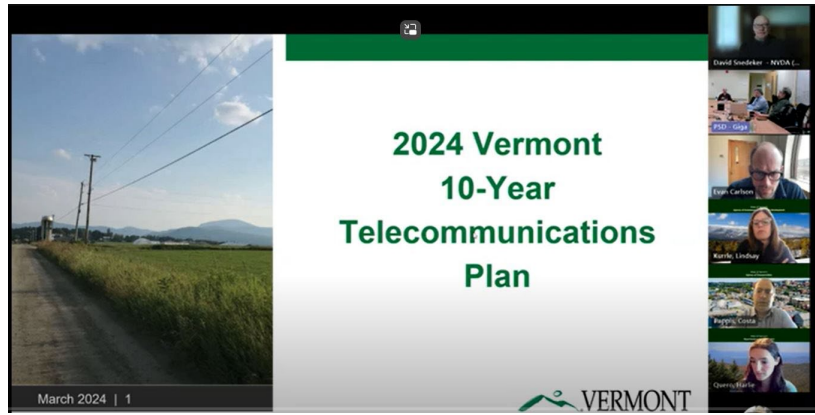 2024 Vermont
10-Year
Telecommunications
Plan
March 2024 | 1
VERMONT
David Snedeker - NVDA (...
PSD - Giga
Evan Carlson
Kurrle, Lindsay
Pappis, Costa
Quero, Harlie